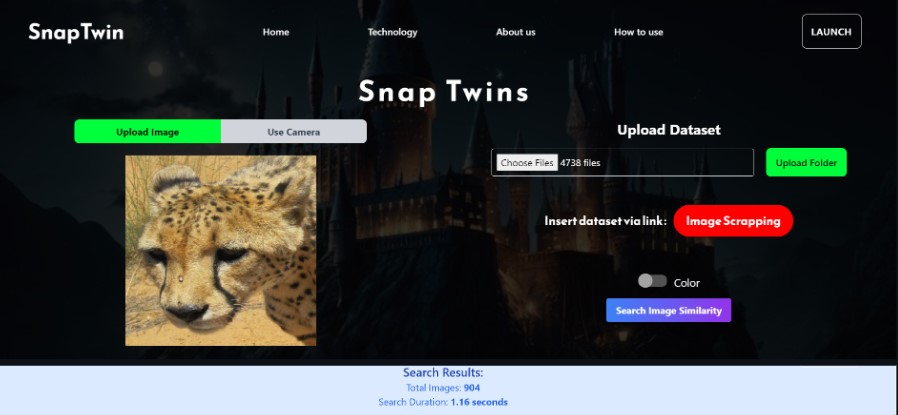 SnapTwin
Home Technology About us How to use LAUNCH
Snap Twins
Upload Image Use Camera
Upload Dataset
Choose Files 4738 files Upload Folder
Insert dataset via link: Image Scrapping
Color
Search Image Similarity
Search Results:
Total Images: 904
Search Duration: 1.16 seconds